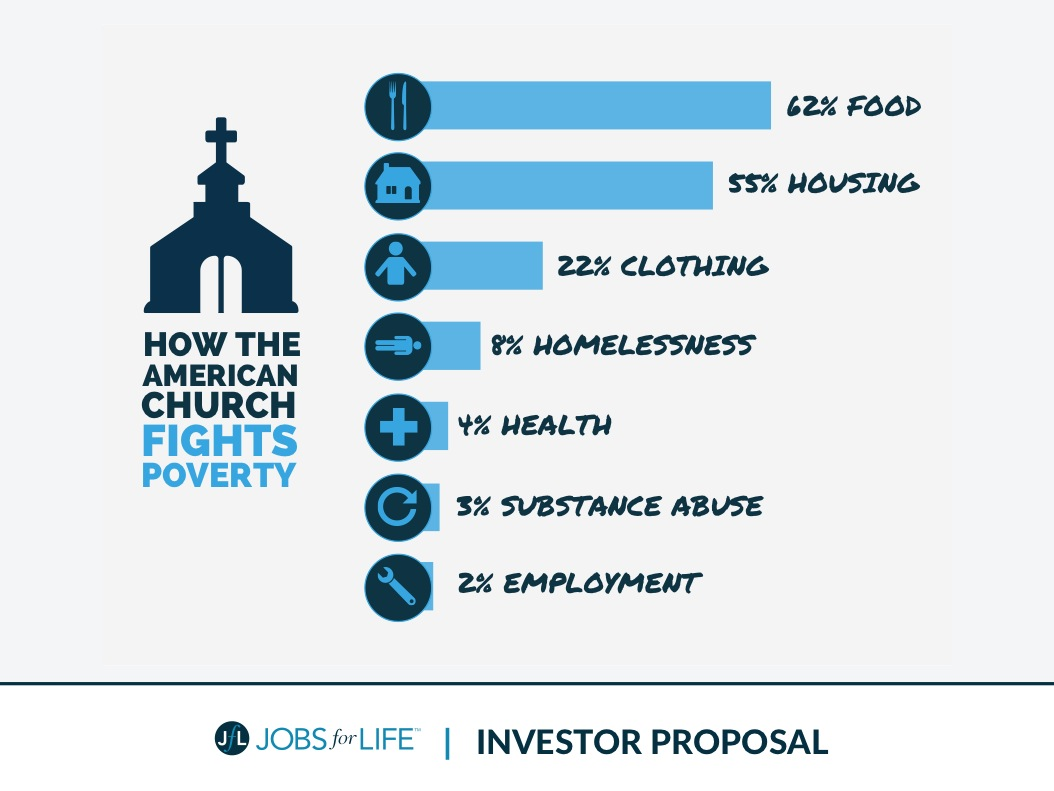 HOW THE
AMERICAN
CHURCH
FIGHTS
POVERTY
62% FOOD
55% HOUSING
22% CLOTHING
8% HOMELESSNESS
4% HEALTH
3% SUBSTANCE ABUSE
2% EMPLOYMENT
JfL JOBS for LIFE™ | INVESTOR PROPOSAL